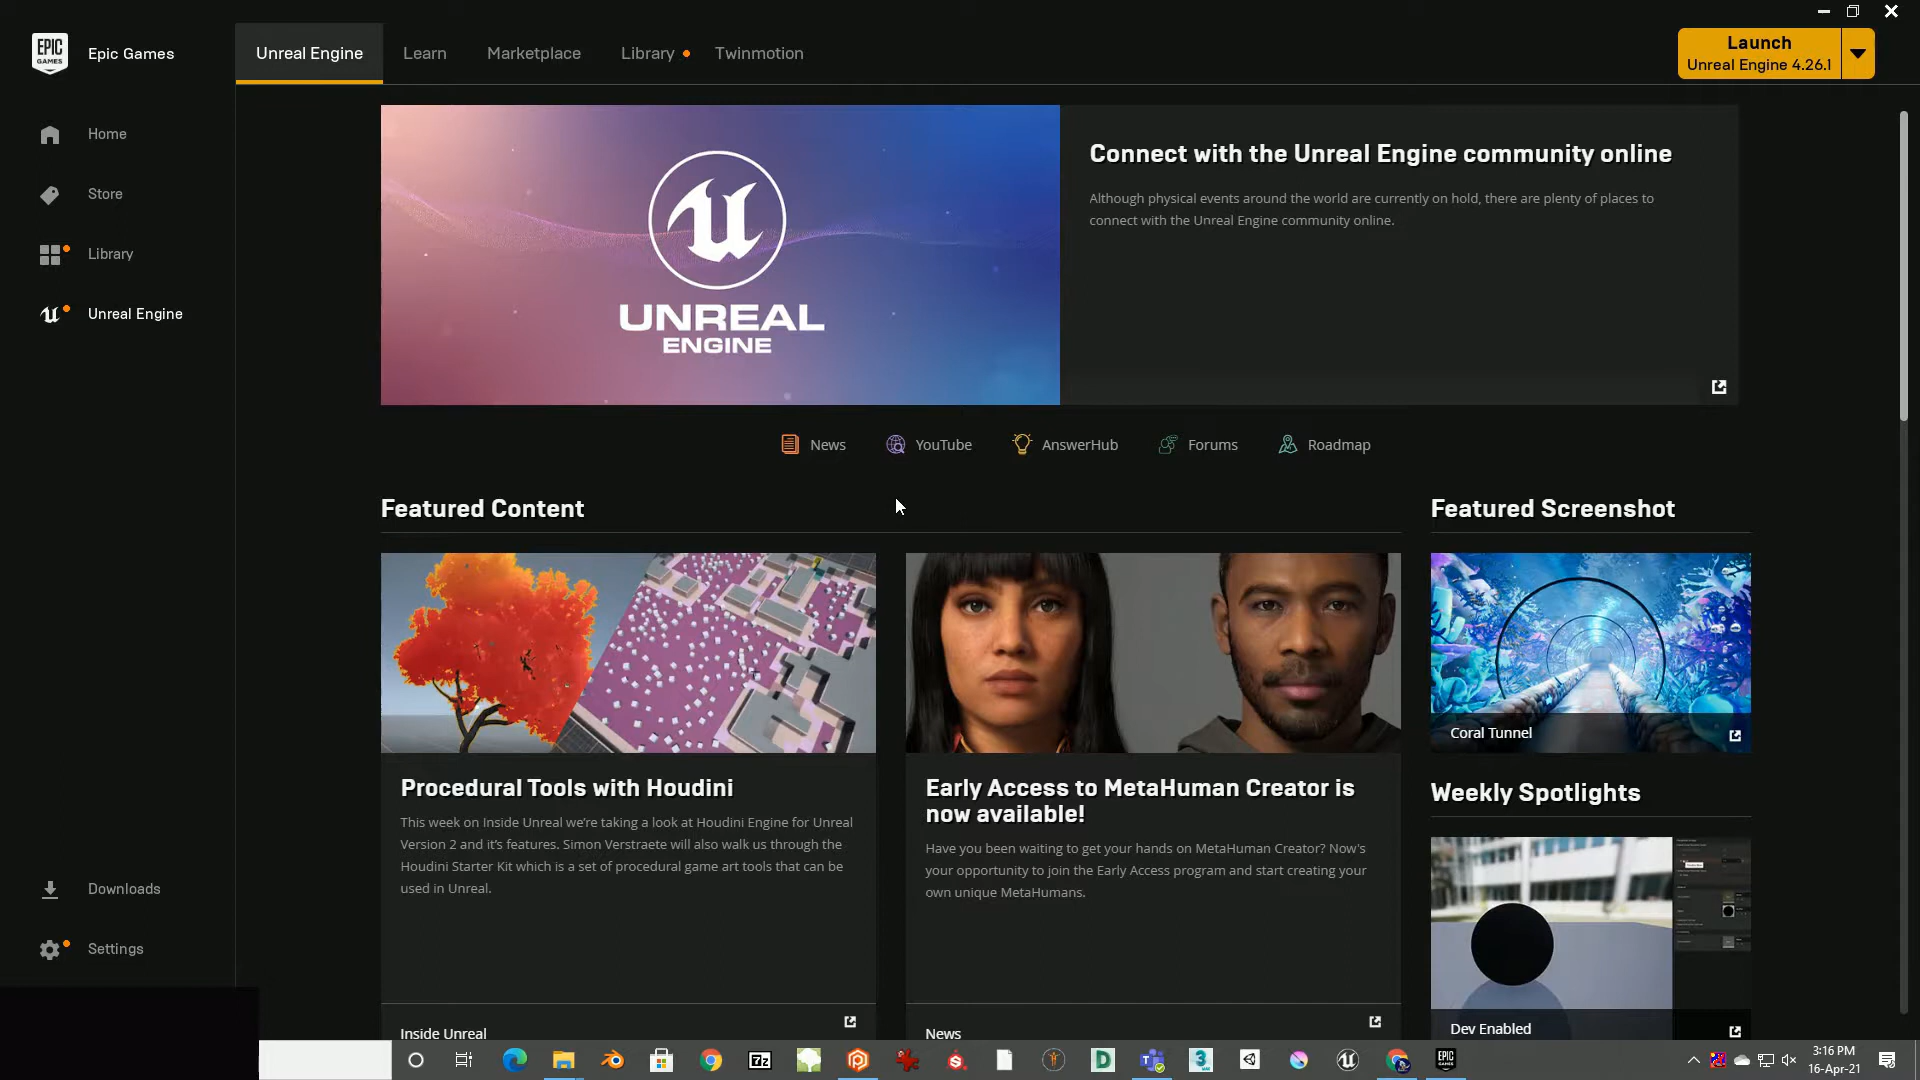 EPIC
GAMES
Epic Games
Unreal Engine
Learn
Marketplace
Library
Twinmotion
Launch
Unreal Engine 4.26.1
Home
Store
Library
Unreal Engine
Downloads
Settings
UNREAL
ENGINE
Connect with the Unreal Engine community online
Although physical events around the world are currently on hold, there are plenty of places to
connect with the Unreal Engine community online.
News
YouTube
AnswerHub
Forums
Roadmap
Featured Content
Procedural Tools with Houdini
This week on Inside Unreal we're taking a look at Houdini Engine for Unreal
Version 2 and it's features. Simon Verstraete will also walk us through the
Houdini Starter Kit which is a set of procedural game art tools that can be
used in Unreal.
Inside Unreal
Early Access to MetaHuman Creator is
now available!
Have you been waiting to get your hands on MetaHuman Creator? Now's
your opportunity to join the Early Access program and start creating your
own unique MetaHumans.
News
Featured Screenshot
Coral Tunnel
Weekly Spotlights
Dev Enabled
7z
D
3
EPIC
GAMES
3:16 PM
16-Apr-21